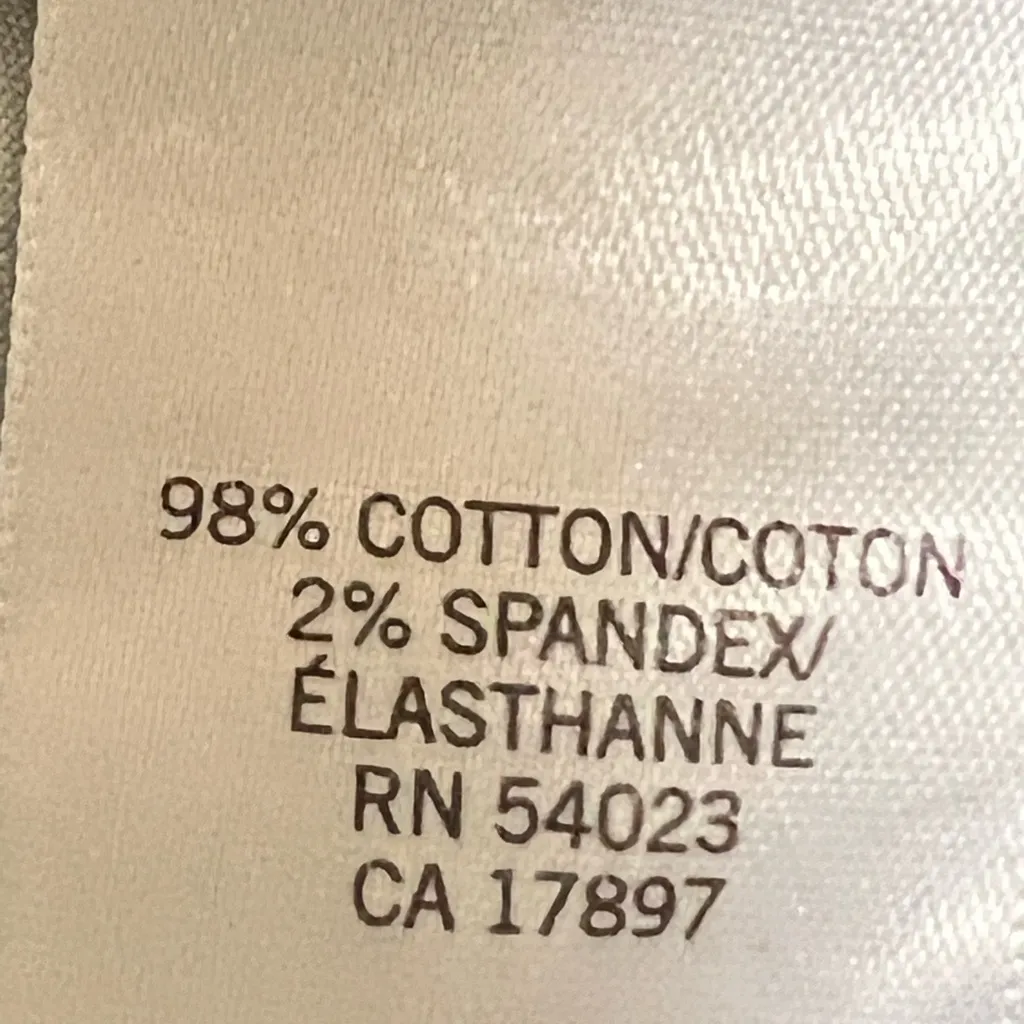 98% COTTON/COTON
2% SPANDEX/
ÉLASTHANNE
RN 54023
CA 17897